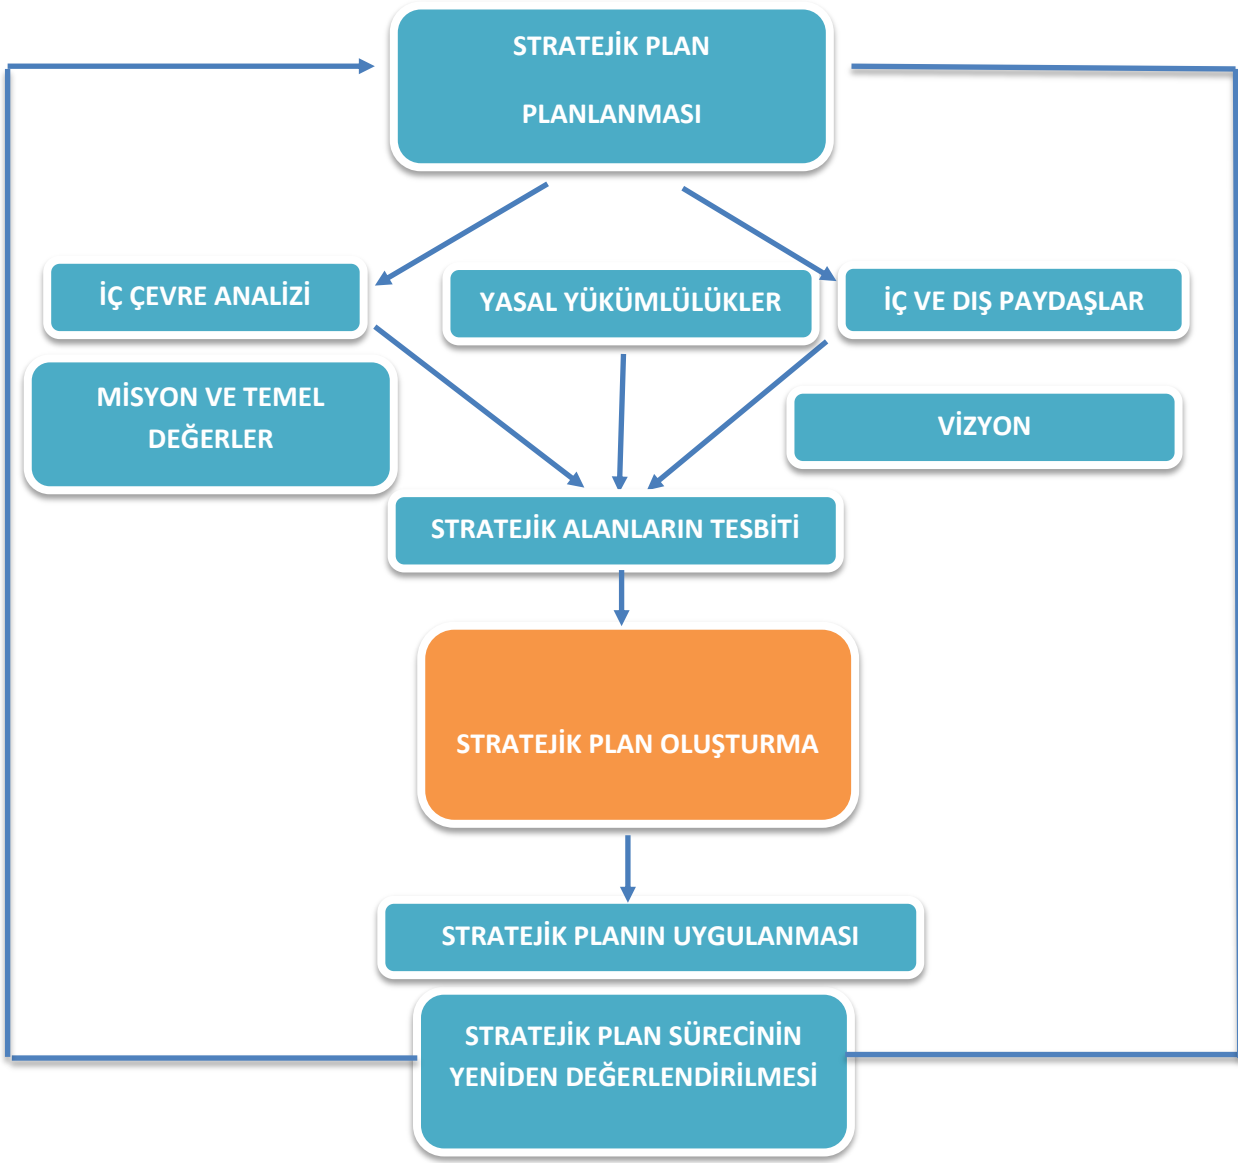 STRATEJİK PLAN
PLANLANMASI
İÇ ÇEVRE ANALİZİ
YASAL YÜKÜMLÜLÜKLER
İÇ VE DIŞ PAYDAŞLAR
MİSYON VE TEMEL
DEĞERLER
VİZYON
STRATEJİK ALANLARIN TESBİTİ
STRATEJİK PLAN OLUŞTURMA
STRATEJİK PLANIN UYGULANMASI
STRATEJİK PLAN SÜRECİNİN
YENİDEN DEĞERLENDİRİLMESİ